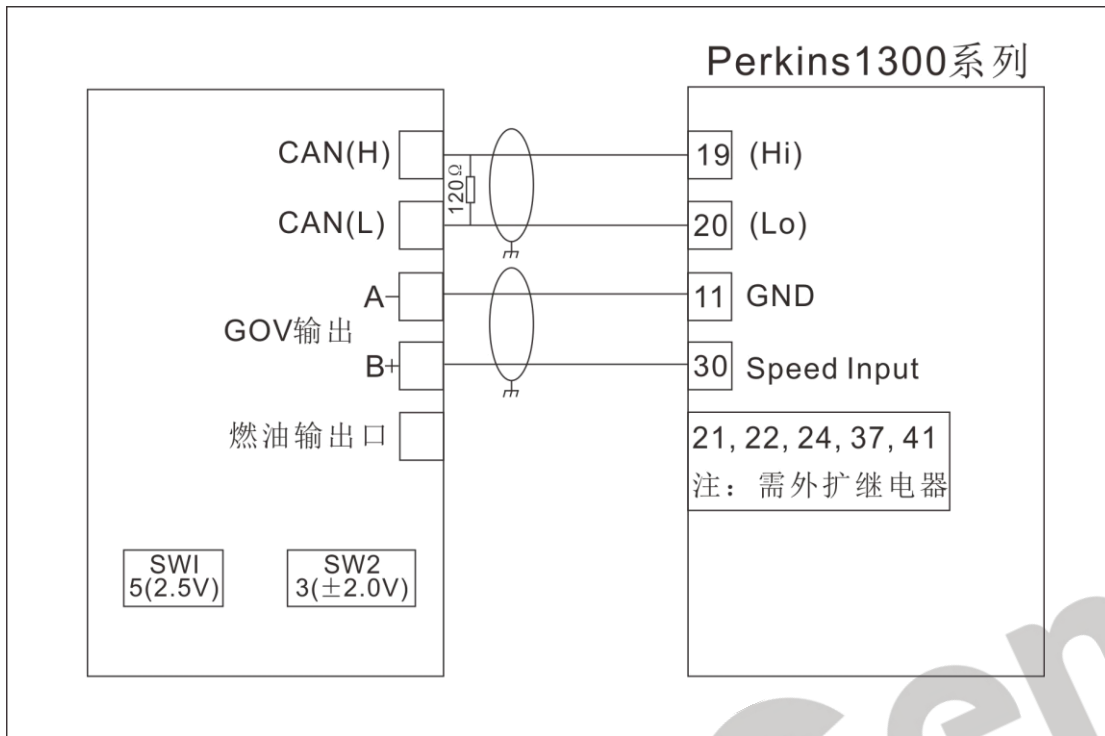 Perkins1300系列
CAN(H)
120Ω
19 (Hi)
CAN(L)
20 (Lo)
A-
11 GND
GOV输出
B+
30 Speed Input
燃油输出口
21, 22, 24, 37, 41
注：需外扩继电器
SWI
5(2.5V)
SW2
3(±2.0V)